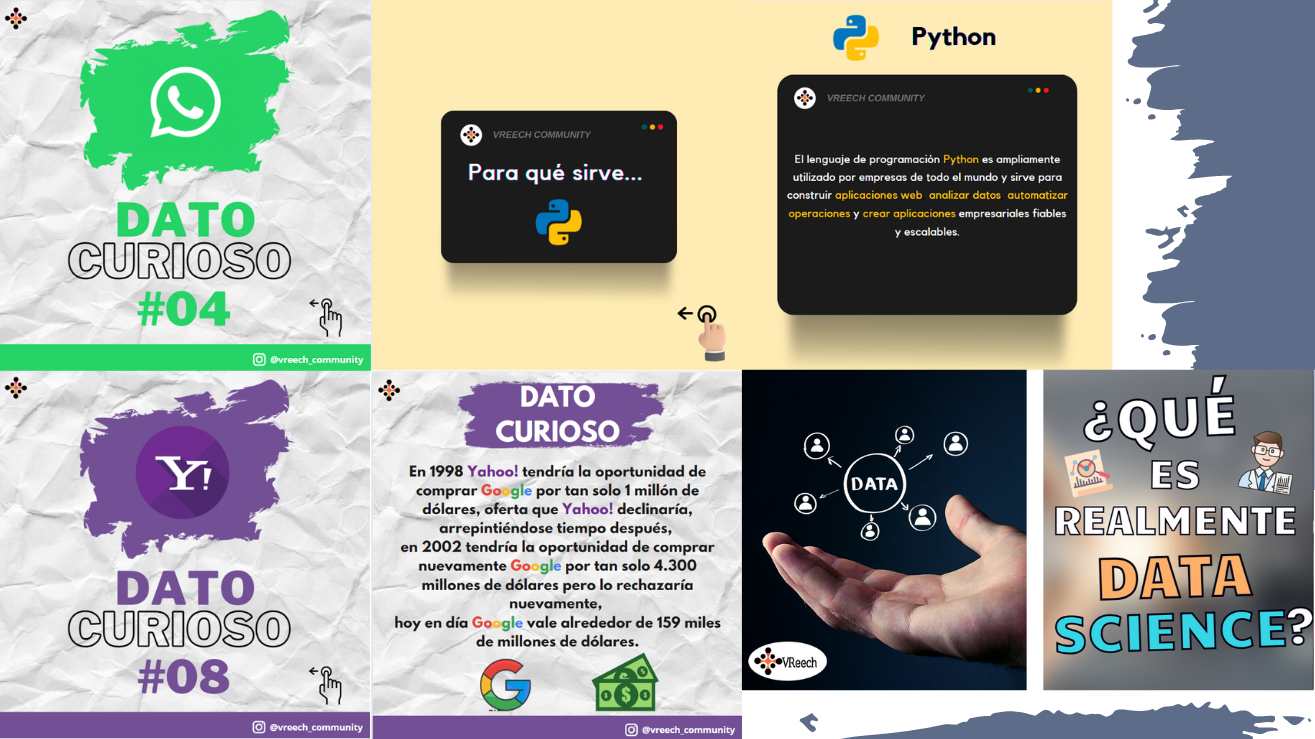 DATO
CURIOSO
#04
@vreech_community
VREECH COMMUNITY
Para qué sirve...
Python
VREECH COMMUNITY
El lenguaje de programación Python es ampliamente
utilizado por empresas de todo el mundo y sirve para
construir aplicaciones web analizar datos automatizar
operaciones y crear aplicaciones empresariales fiables
y escalables.
Y!
DATO
CURIOSO
#08
@vreech_community
DATO
CURIOSO
En 1998 Yahoo! tendría la oportunidad de
comprar Google por tan solo 1 millón de
dólares, oferta que Yahoo! declinaría,
arrepintiéndose tiempo después,
en 2002 tendría la oportunidad de comprar
nuevamente Google por tan solo 4.300
millones de dólares pero lo rechazaría
nuevamente,
hoy en día Google vale alrededor de 159 miles
de millones de dólares.
G
$
@vreech_community
DATA
VReech
¿QUÉ
ES
REALMENTE
DATA
SCIENCE?